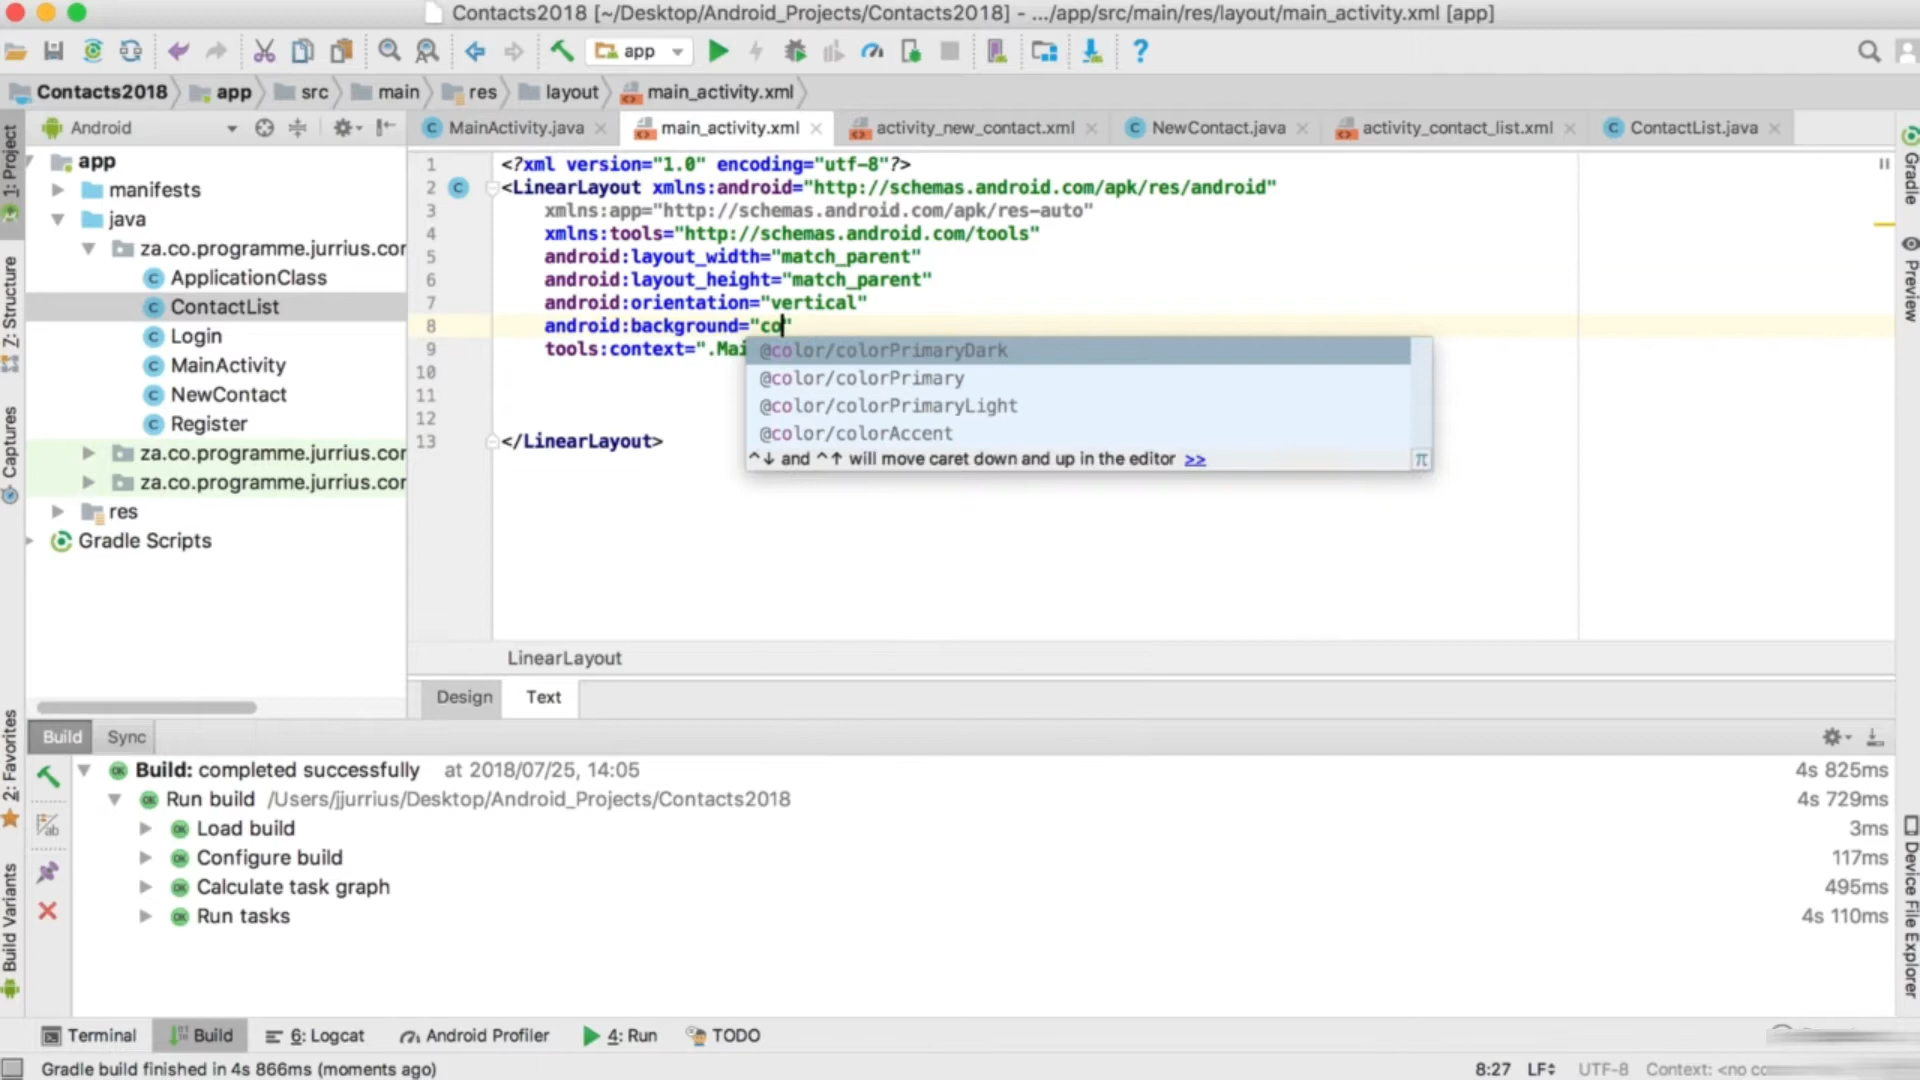 Contacts2018 [~/Desktop/Android_Projects/Contacts2018] - .../app/src/main/res/layout/main_activity.xml [app]
app
Contacts2018 app src main res layout main_activity.xml
1: Project
Z: Structure
Captures
2: Favorites
Build Variants
Android
app
manifests
java
za.co.programme.jurrius.cor
ApplicationClass
ContactList
Login
MainActivity
NewContact
Register
za.co.programme.jurrius.cor
za.co.programme.jurrius.cor
res
Gradle Scripts
MainActivity.java main_activity.xml activity_new_contact.xml NewContact.java activity_contact_list.xml ContactList.java
1 <?xml version="1.0" encoding="utf-8"?>
2 <LinearLayout xmlns:android="http://schemas.android.com/apk/res/android"
3 xmlns:app="http://schemas.android.com/apk/res-auto"
4 xmlns:tools="http://schemas.android.com/tools"
5 android:layout_width="match_parent"
6 android:layout_height="match_parent"
7 android:orientation="vertical"
8 android:background="co"
9 tools:context=".Mai
10
11
12
13 </LinearLayout>
@color/colorPrimaryDark
@color/colorPrimary
@color/colorPrimaryLight
@color/colorAccent
^↓ and ^↑ will move caret down and up in the editor >>
π
LinearLayout
Design Text
Gradle
Preview
Device File Explorer
Build Sync
Build: completed successfully at 2018/07/25, 14:05 4s 825ms
Run build /Users/jjurrius/Desktop/Android_Projects/Contacts2018 4s 729ms
Load build 3ms
Configure build 117ms
Calculate task graph 495ms
Run tasks 4s 110ms
Terminal Build 6: Logcat Android Profiler 4: Run TODO
Gradle build finished in 4s 866ms (moments ago) 8:27 LF÷ UTF-8 Context: <no co